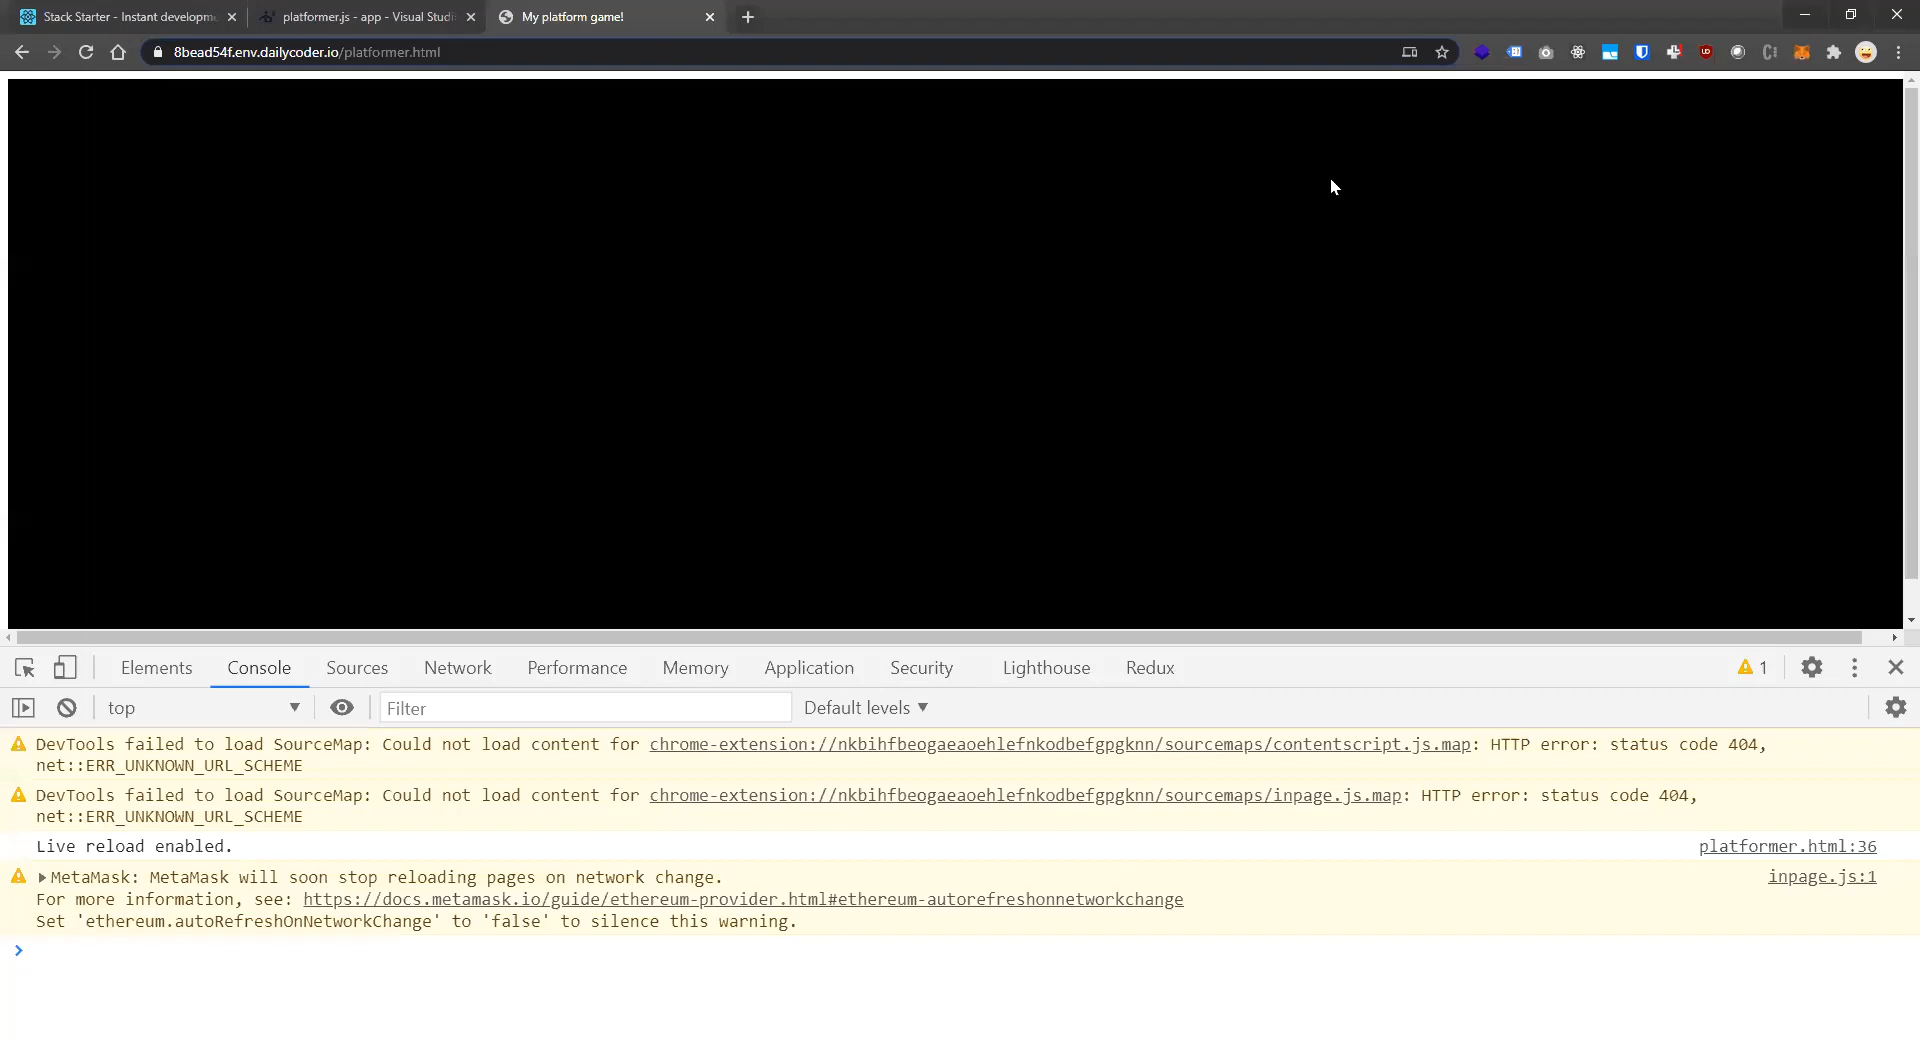 Stack Starter - Instant developme
platformer.js - app - Visual Studi
My platform game!
8bead54f.env.dailycoder.io/platformer.html
Elements
Console
Sources
Network
Performance
Memory
Application
Security
Lighthouse
Redux
1
top
Filter
Default levels
DevTools failed to load SourceMap: Could not load content for chrome-extension://nkbihfbeogaeaoehlefnkodbefgpgknn/sourcemaps/contentscript.js.map: HTTP error: status code 404,
net::ERR_UNKNOWN_URL_SCHEME
DevTools failed to load SourceMap: Could not load content for chrome-extension://nkbihfbeogaeaoehlefnkodbefgpgknn/sourcemaps/inpage.js.map: HTTP error: status code 404,
net::ERR_UNKNOWN_URL_SCHEME
Live reload enabled.
platformer.html:36
MetaMask: MetaMask will soon stop reloading pages on network change.
inpage.js:1
For more information, see: https://docs.metamask.io/guide/ethereum-provider.html#ethereum-autorefreshonnetworkchange
Set 'ethereum.autoRefreshOnNetworkChange' to 'false' to silence this warning.